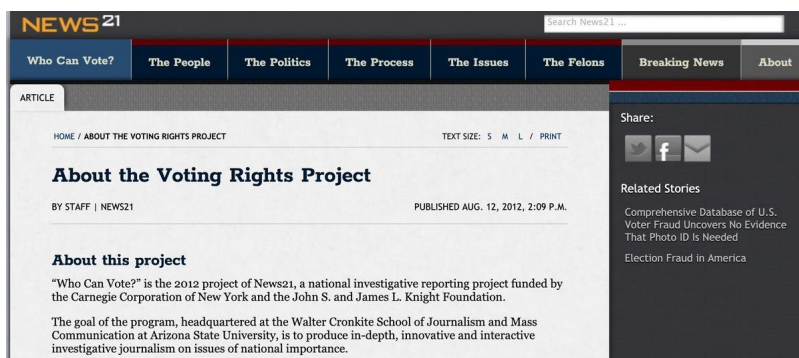 NEWS21
Search News21 ...
Who Can Vote?
The People
The Politics
The Process
The Issues
The Felons
Breaking News
About
ARTICLE
HOME / ABOUT THE VOTING RIGHTS PROJECT
TEXT SIZE: S M L / PRINT
About the Voting Rights Project
BY STAFF | NEWS21
PUBLISHED AUG. 12, 2012, 2:09 P.M.
About this project
“Who Can Vote?” is the 2012 project of News21, a national investigative reporting project funded by
the Carnegie Corporation of New York and the John S. and James L. Knight Foundation.
The goal of the program, headquartered at the Walter Cronkite School of Journalism and Mass
Communication at Arizona State University, is to produce in-depth, innovative and interactive
investigative journalism on issues of national importance.
Share:
f
Related Stories
Comprehensive Database of U.S.
Voter Fraud Uncovers No Evidence
That Photo ID Is Needed
Election Fraud in America